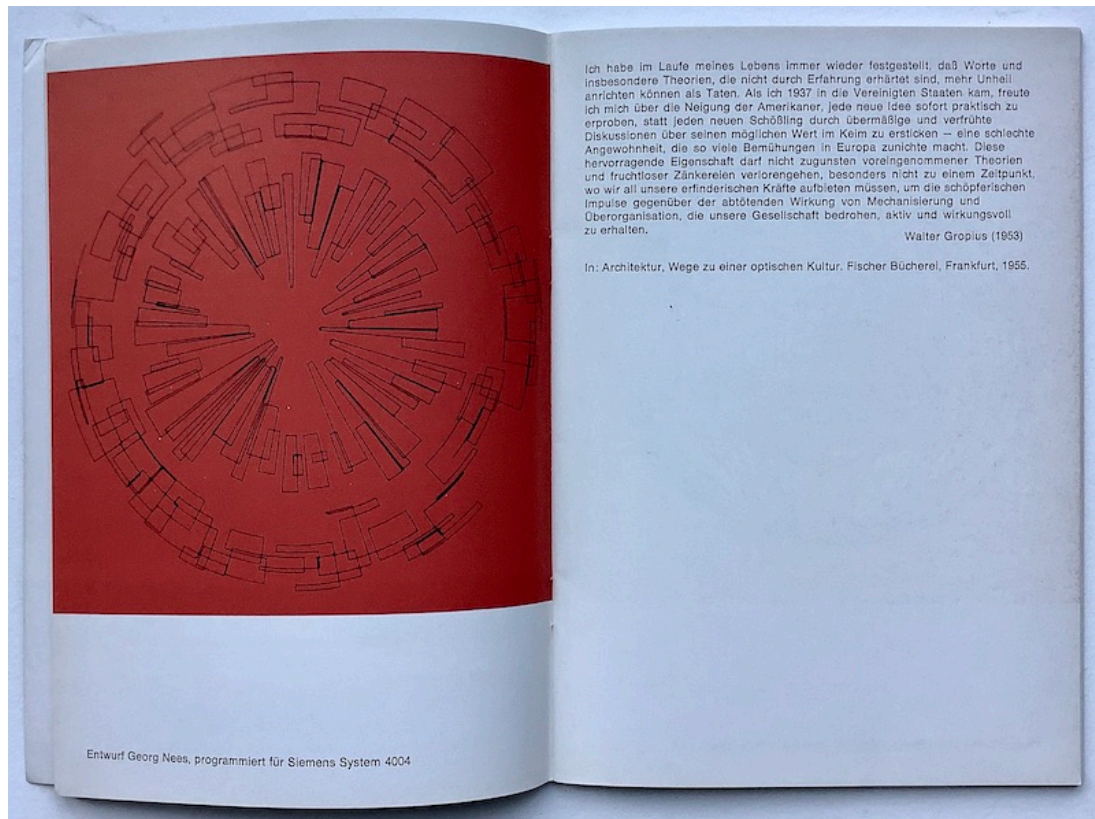 Entwurf Georg Nees, programmiert für Siemens System 4004
Ich habe im Laufe meines Lebens immer wieder festgestellt, daß Worte und
insbesondere Theorien, die nicht durch Erfahrung erhärtet sind, mehr Unheil
anrichten können als Taten. Als ich 1937 in die Vereinigten Staaten kam, freute
ich mich über die Neigung der Amerikaner, jede neue Idee sofort praktisch zu
erproben, statt jeden neuen Schößling durch übermäßige und verfrühte
Diskussionen über seinen möglichen Wert im Keim zu ersticken — eine schlechte
Angewohnheit, die so viele Bemühungen in Europa zunichte macht. Diese
hervorragende Eigenschaft darf nicht zugunsten voreingenommener Theorien
und fruchtloser Zänkereien verlorengehen, besonders nicht zu einem Zeitpunkt,
wo wir all unsere erfinderischen Kräfte aufbieten müssen, um die schöpferischen
Impulse gegenüber der abtötenden Wirkung von Mechanisierung und
Überorganisation, die unsere Gesellschaft bedrohen, aktiv und wirkungsvoll
zu erhalten.
Walter Gropius (1953)
In: Architektur, Wege zu einer optischen Kultur. Fischer Bücherei, Frankfurt, 1955.